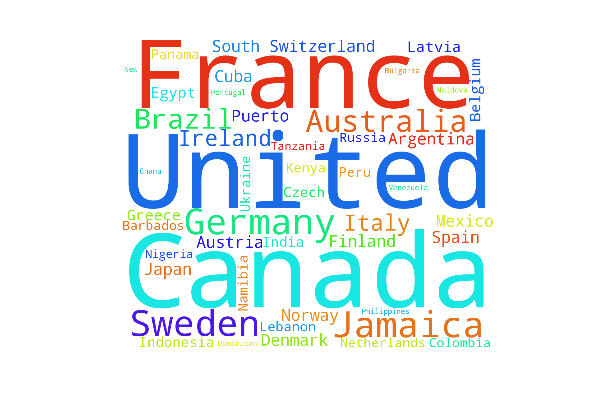 South Switzerland Latvia
Panama
France
New
Cuba
Bulgaria
Belgium
Egypt
Portugal
Moldova
Brazil
Puerto
Australia
Ireland
Russia
Argentina
Tanzania
United
Ukraine
Ghana
Kenya
Peru
Czech
Venezuela
Greece
Germany
Italy
Mexico
Barbados
Austria
India
Finland
Spain
Nigeria
Japan
Namibia
Canada
Sweden
Norway
Philippines
Jamaica
Lebanon
Indonesia
Dominican
Denmark
Netherlands
Colombia